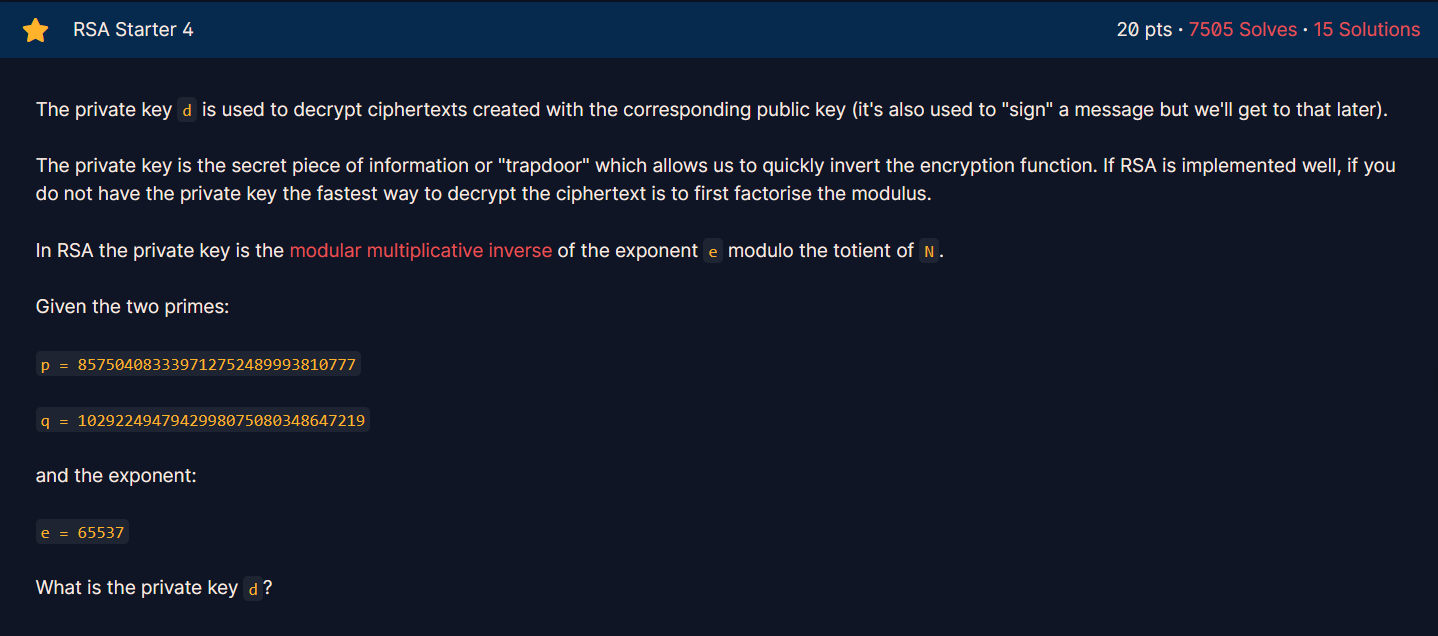 RSA Starter 4
20 pts · 7505 Solves · 15 Solutions
The private key d is used to decrypt ciphertexts created with the corresponding public key (it's also used to "sign" a message but we'll get to that later).
The private key is the secret piece of information or "trapdoor" which allows us to quickly invert the encryption function. If RSA is implemented well, if you
do not have the private key the fastest way to decrypt the ciphertext is to first factorise the modulus.
In RSA the private key is the modular multiplicative inverse of the exponent e modulo the totient of N.
Given the two primes:
p = 857504083339712752489993810777
q = 1029224947942998075080348647219
and the exponent:
e = 65537
What is the private key d?